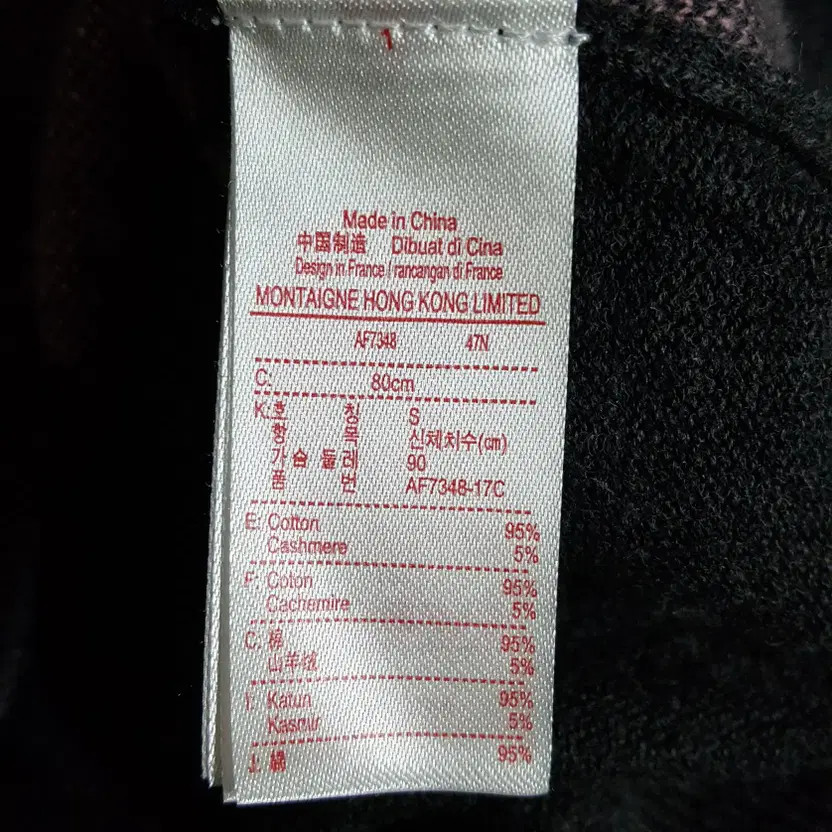 1
Made in China
中国制造 Dibuat di Cina
Design in France / rancangan di France
MONTAIGNE HONG KONG LIMITED
AF7348 47N
C: 80cm
K: 호 칭 S
항 목 신체치수(㎝)
가 슴 둘 레 90
품 번 AF7348-17C
E: Cotton 95%
Cashmere 5%
F: Coton 95%
Cachemire 5%
C: 棉 95%
山羊绒 5%
I: Katun 95%
Kasmir 5%
J: 綿 95%